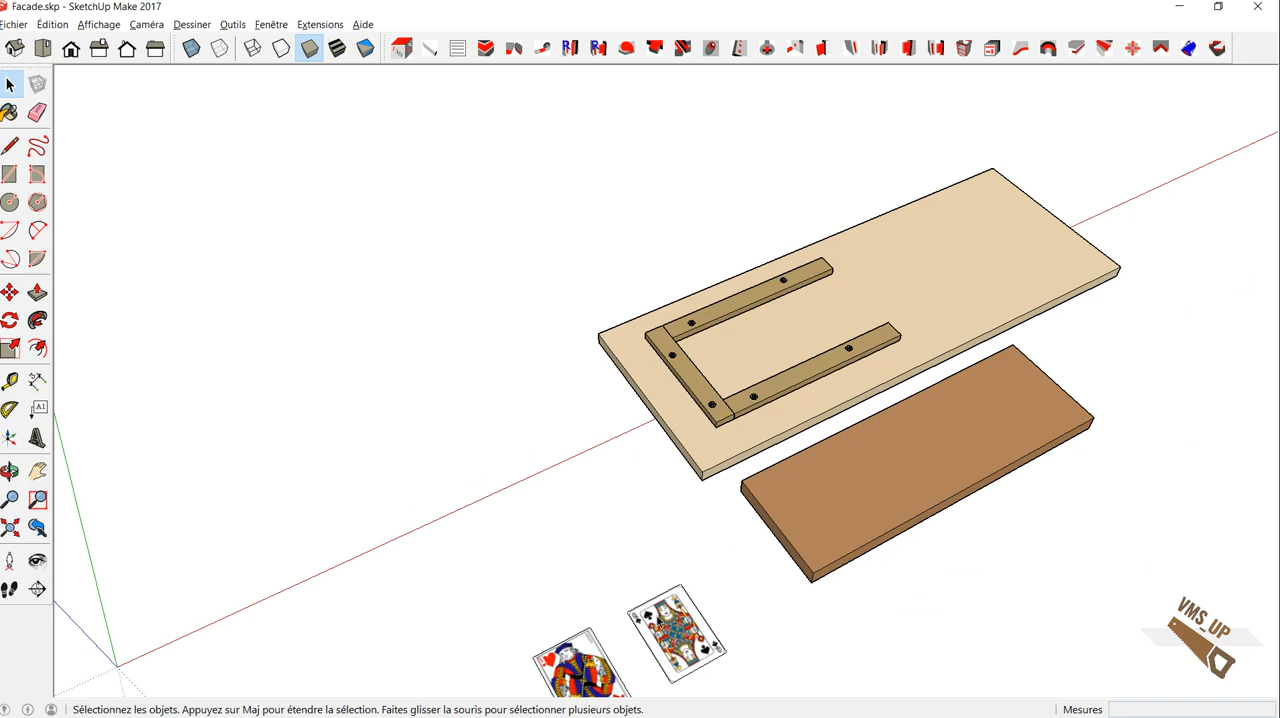 Facade.skp - SketchUp Make 2017
Fichier Édition Affichage Caméra Dessiner Outils Fenêtre Extensions Aide
AI
VMS_UP
Sélectionnez les objets. Appuyez sur Maj pour étendre la sélection. Faites glisser la souris pour sélectionner plusieurs objets.
Mesures